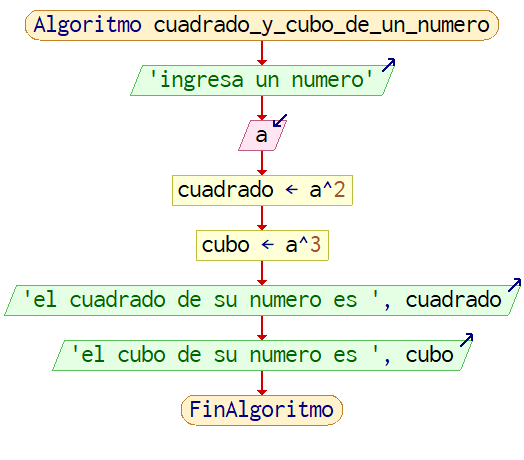 Algoritmo cuadrado_y_cubo_de_un_numero
'ingresa un numero'
a
cuadrado ← a^2
cubo ← a^3
'el cuadrado de su numero es ', cuadrado
'el cubo de su numero es ', cubo
FinAlgoritmo